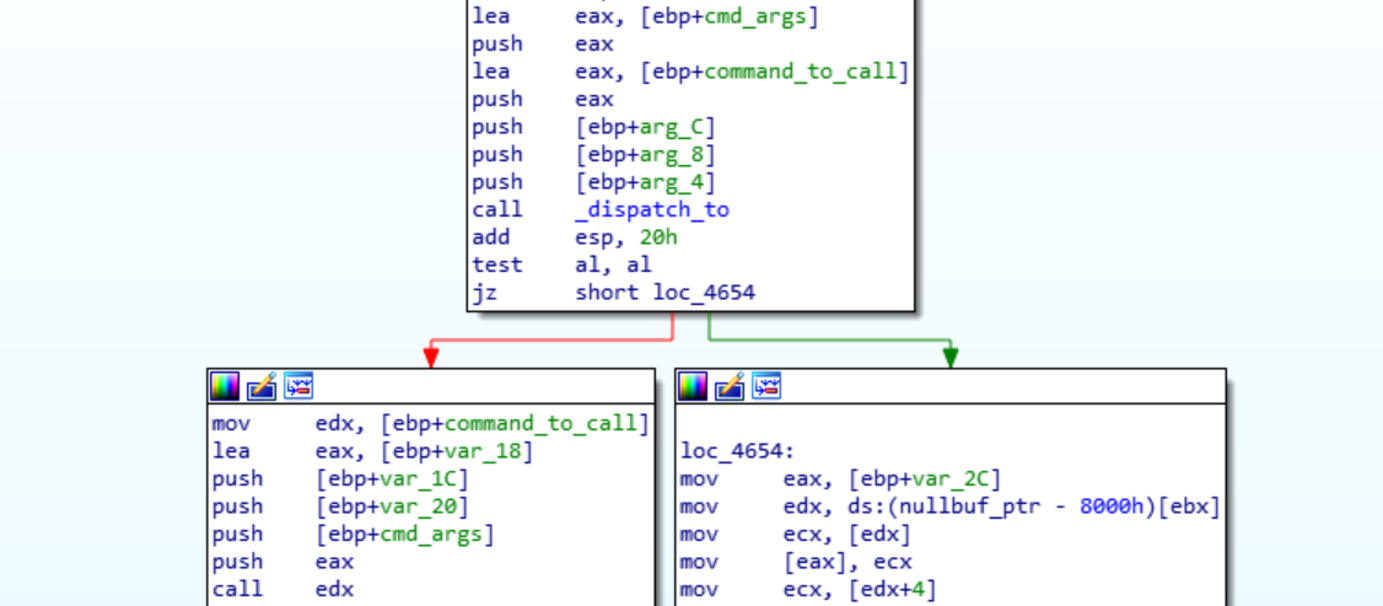 lea eax, [ebp+cmd_args]
push eax
lea eax, [ebp+command_to_call]
push eax
push [ebp+arg_C]
push [ebp+arg_8]
push [ebp+arg_4]
call _dispatch_to
add esp, 20h
test al, al
jz short loc_4654
mov edx, [ebp+command_to_call]
lea eax, [ebp+var_18]
push [ebp+var_1C]
push [ebp+var_20]
push [ebp+cmd_args]
push eax
call edx
loc_4654:
mov eax, [ebp+var_2C]
mov edx, ds:(nullbuf_ptr - 8000h)[ebx]
mov ecx, [edx]
mov [eax], ecx
mov ecx, [edx+4]